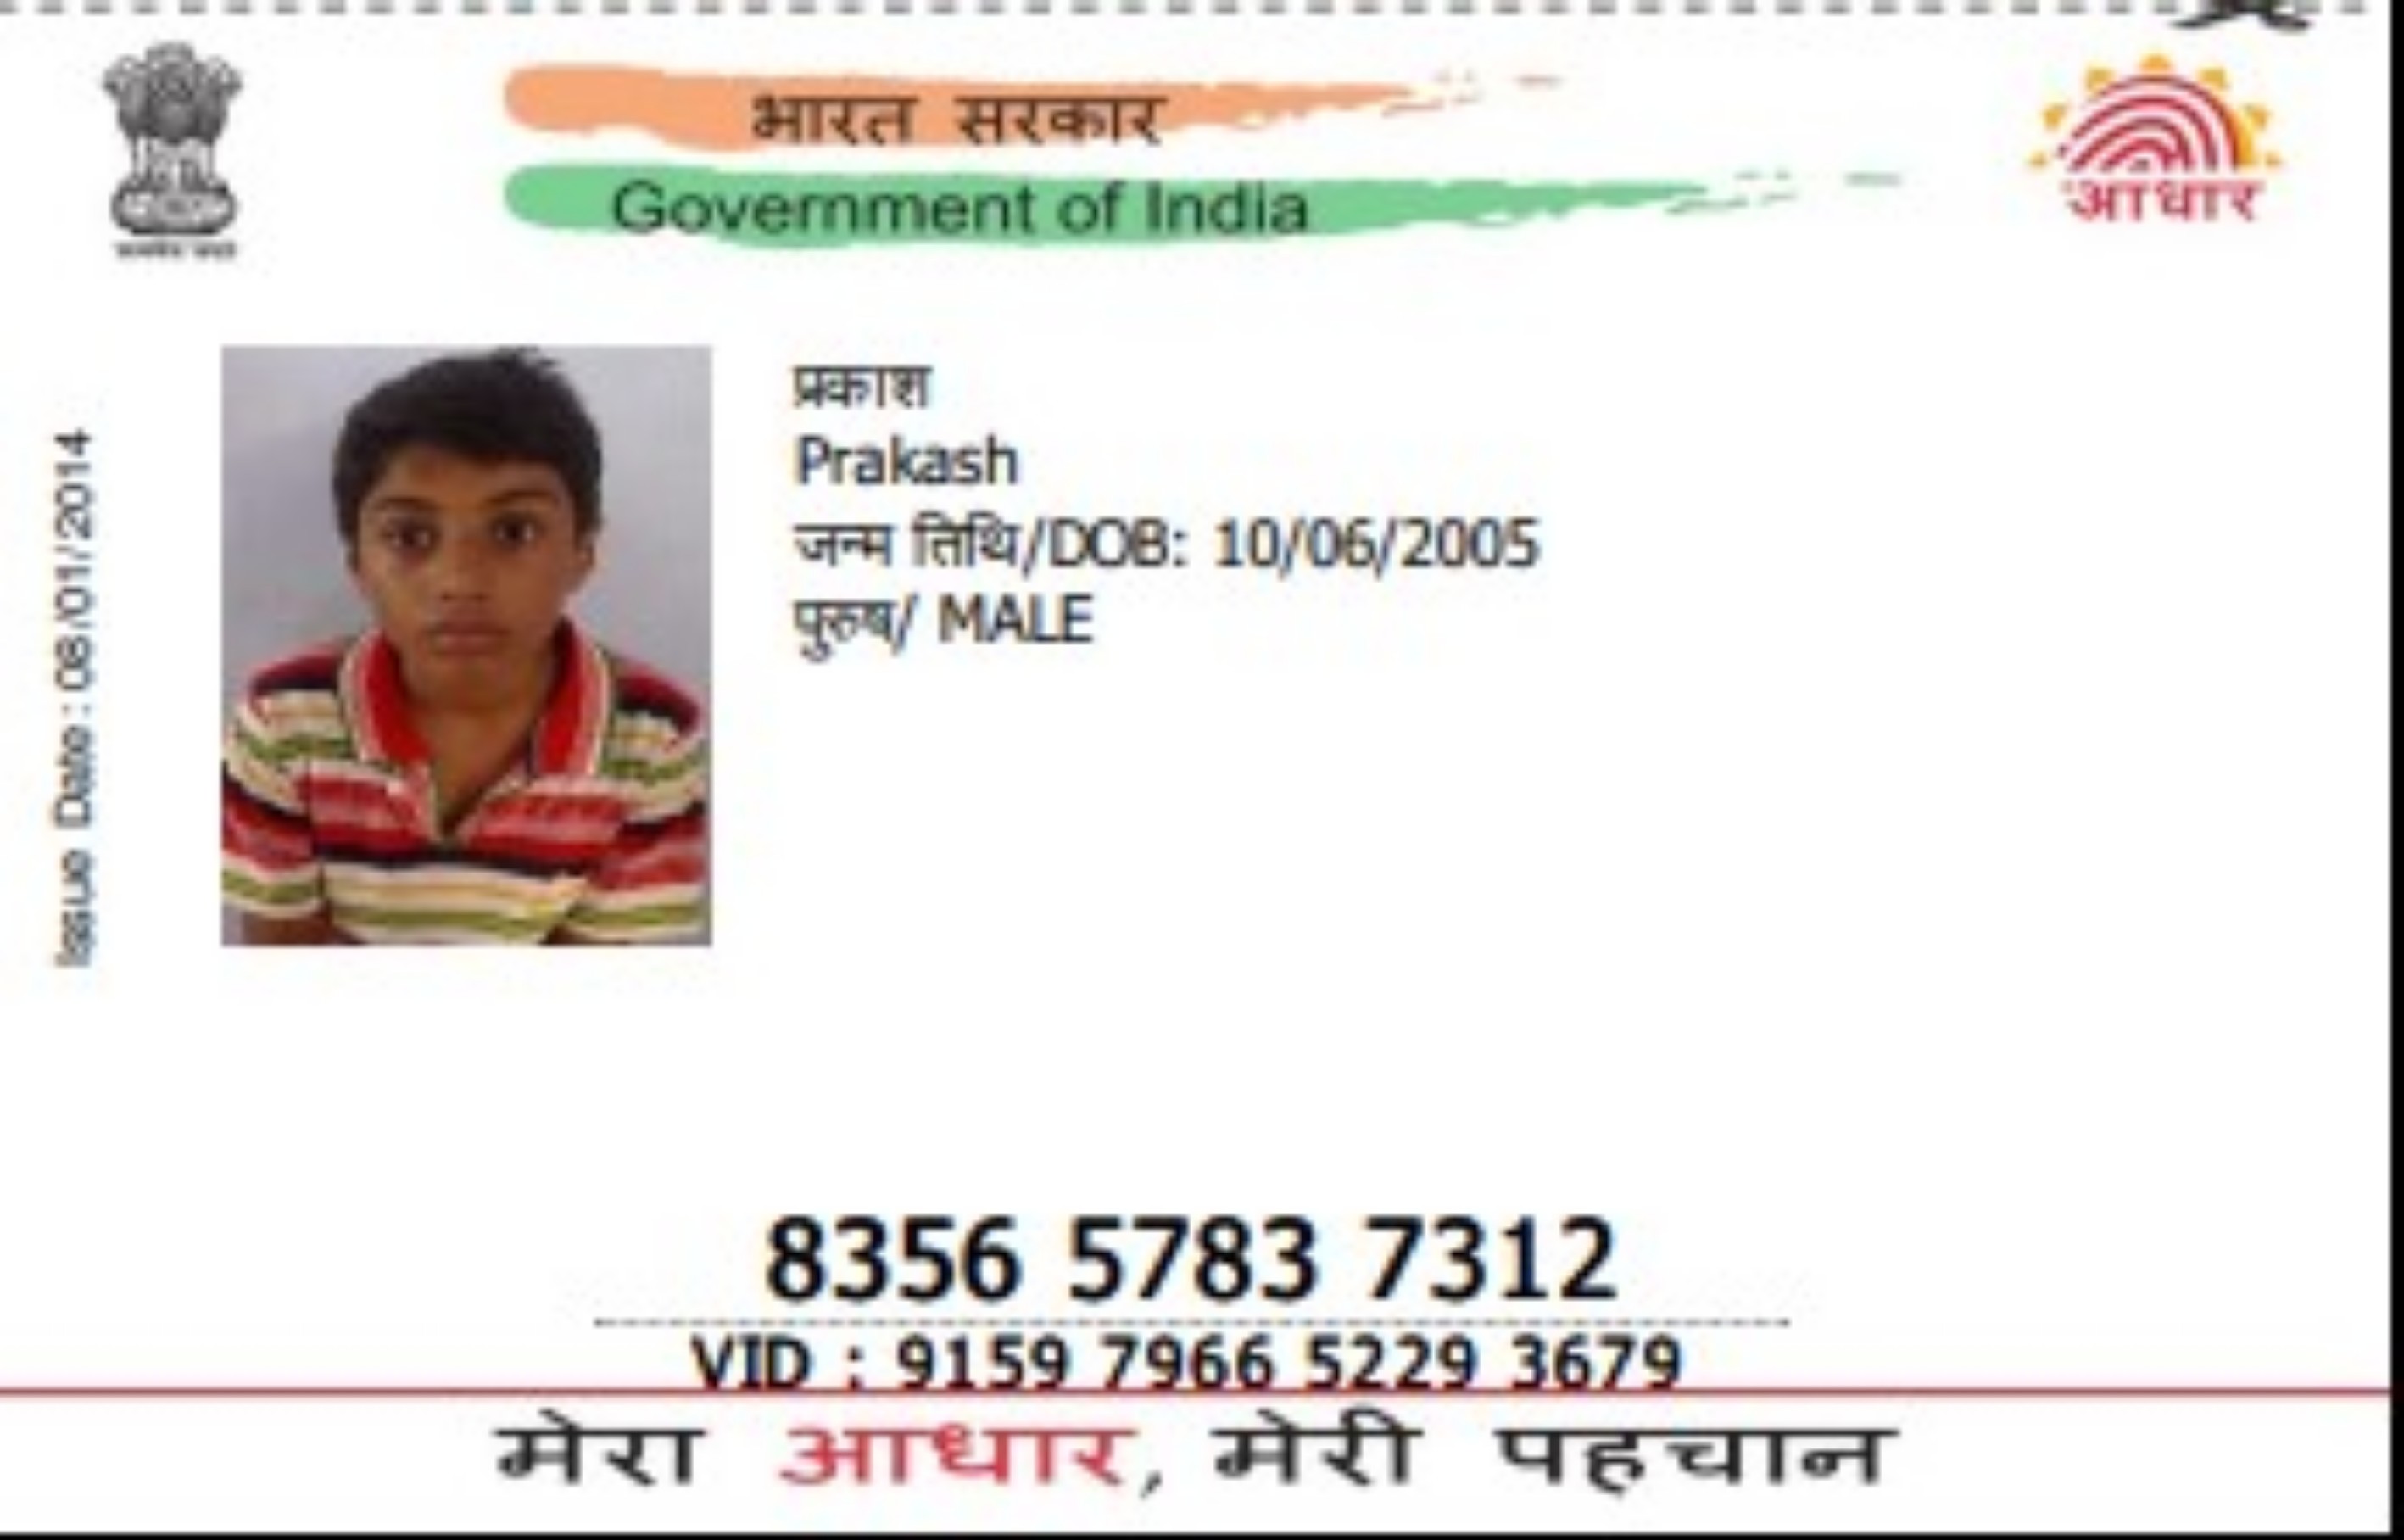 भारत सरकार
Government of India
आधार
Issue Date : 08/01/2014
प्रकाश
Prakash
जन्म तिथि/DOB: 10/06/2005
पुरुष/ MALE
8356 5783 7312
VID : 9159 7966 5229 3679
मेरा आधार, मेरी पहचान